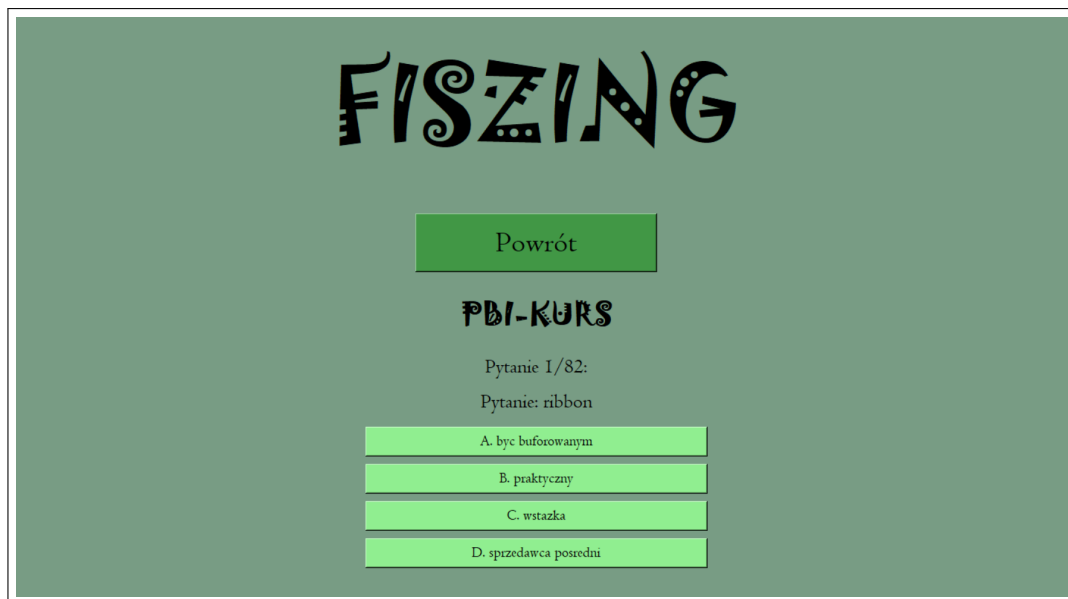 FISZING
Powrót
PBI-KURS
Pytanie 1/82:
Pytanie: ribbon
A. byc buforowanym
B. praktyczny
C. wstazka
D. sprzedawca posredni